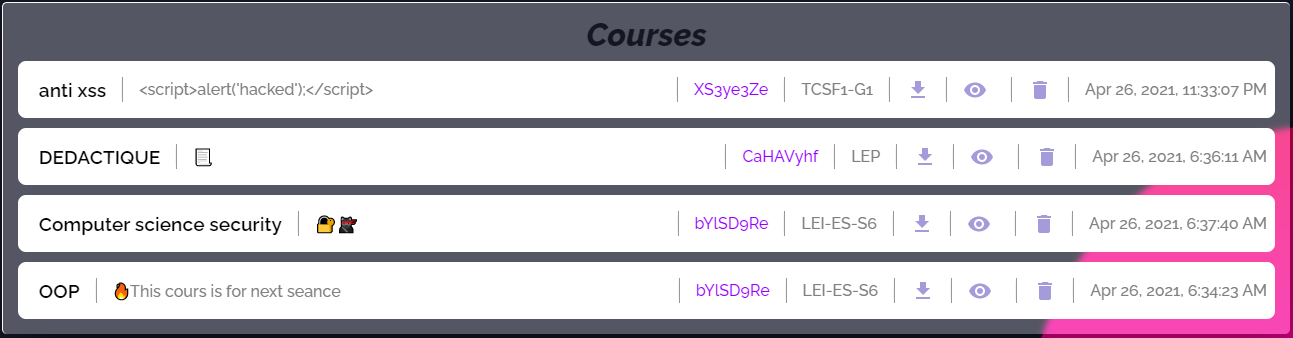 Courses
anti xss <script>alert('hacked');</script> XS3ye3Ze TCSF1-G1 Apr 26, 2021, 11:33:07 PM
DEDACTIQUE 📃 CaHAVyhf LEP Apr 26, 2021, 6:36:11 AM
Computer science security 🔐🥷 bYlSD9Re LEI-ES-S6 Apr 26, 2021, 6:37:40 AM
OOP 🔥This cours is for next seance bYlSD9Re LEI-ES-S6 Apr 26, 2021, 6:34:23 AM